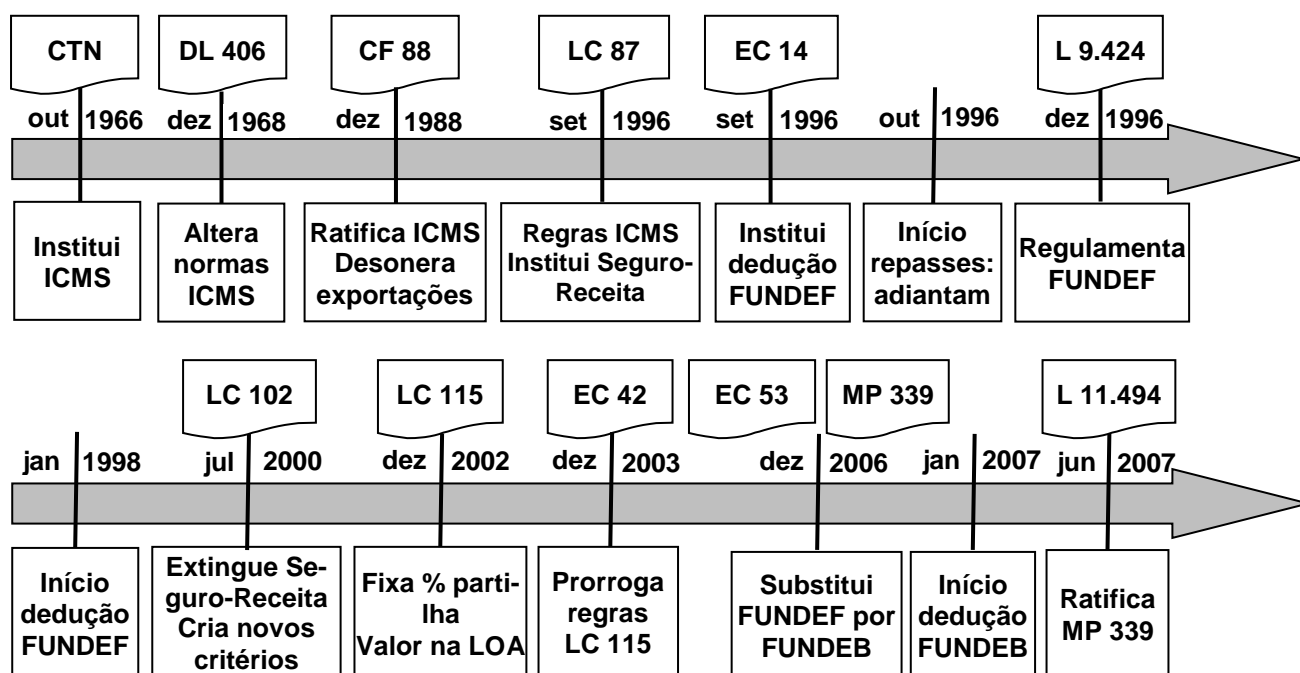 CTN
DL 406
CF 88
LC 87
EC 14
L 9.424
out 1966
dez 1968
dez 1988
set 1996
set 1996
out 1996
dez 1996
Institui
ICMS
Altera
normas
ICMS
Ratifica ICMS
Desonera
exportações
Regras ICMS
Institui Seguro-
Receita
Institui
dedução
FUNDEF
Início
repasses:
adiantam
Regulamenta
FUNDEF
LC 102
LC 115
EC 42
EC 53
MP 339
L 11.494
jan 1998
jul 2000
dez 2002
dez 2003
dez 2006
jan 2007
jun 2007
Início
dedução
FUNDEF
Extingue Se-
guro-Receita
Cria novos
critérios
Fixa % parti-
lha
Valor na LOA
Prorroga
regras
LC 115
Substitui
FUNDEF por
FUNDEB
Início
dedução
FUNDEB
Ratifica
MP 339